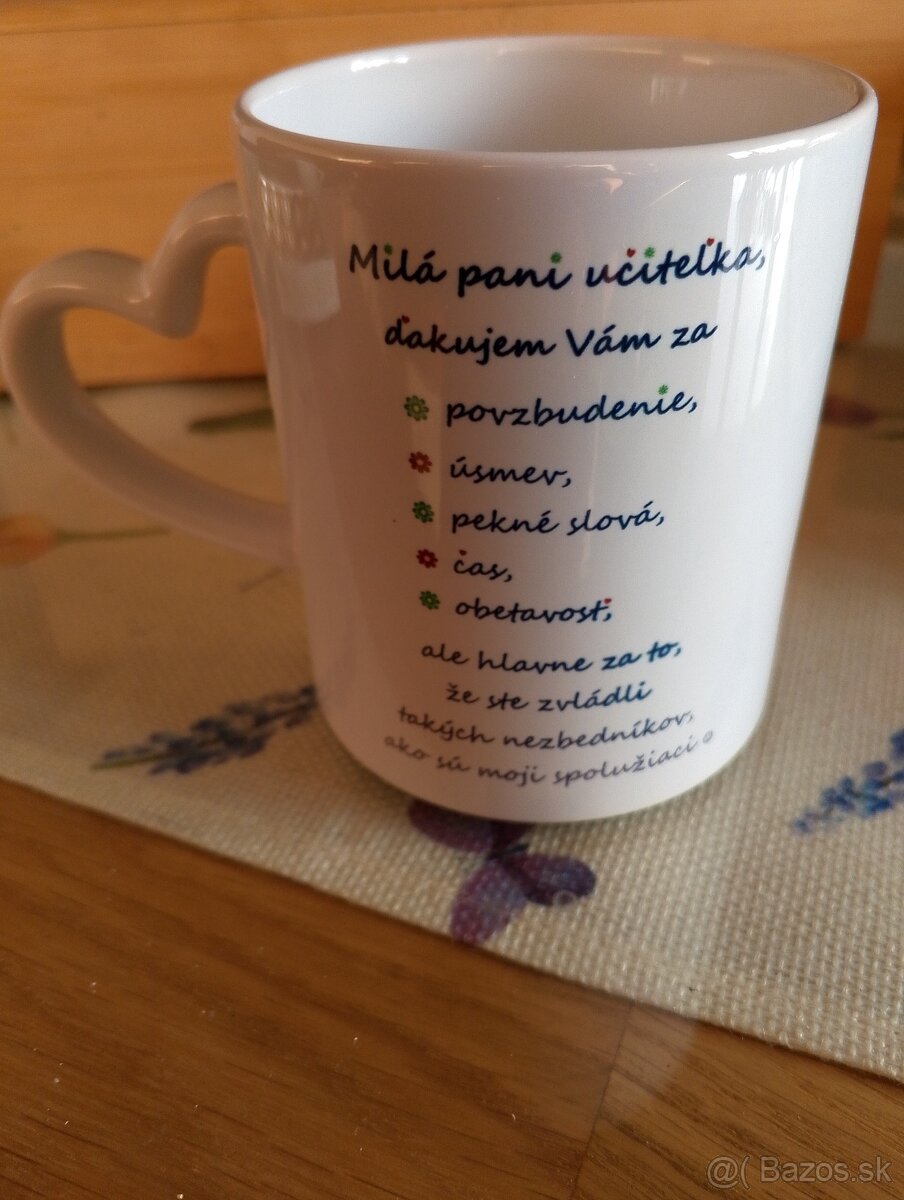 Milá pani učiteľka,
ďakujem Vám za
povzbudenie,
úsmev,
pekné slová,
čas,
obetavosť,
ale hlavne za to,
že ste zvládli
takých nezbedníkov,
ako sú moji spolužiaci
@( Bazos.sk